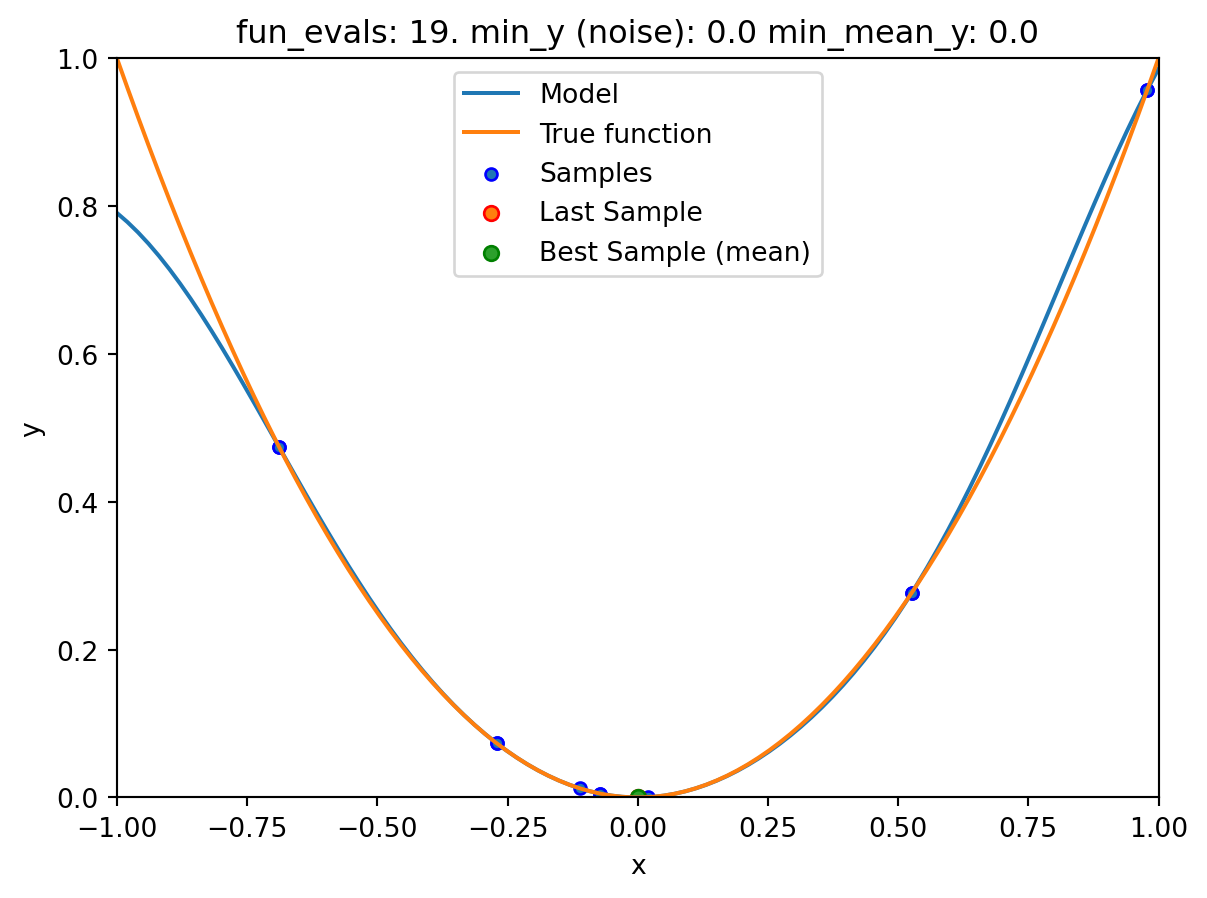 fun_evals: 19. min_y (noise): 0.0 min_mean_y: 0.0
1.0
0.8
0.6
0.4
0.2
0.0
y
Model
True function
Samples
Last Sample
Best Sample (mean)
−1.00 −0.75 −0.50 −0.25 0.00 0.25 0.50 0.75 1.00
x